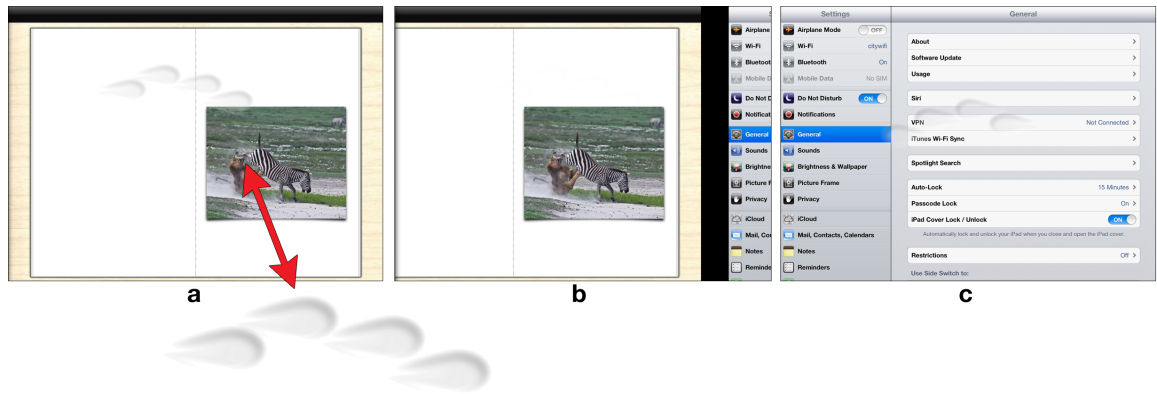 Airplane
Wi-Fi
Bluetoot
Mobile D
Do Not D
Notificat
General
Sounds
Brightne
Picture F
Privacy
iCloud
Mail, Co
Notes
Reminde
Settings
Airplane Mode OFF
Wi-Fi citywifi
Bluetooth On
Mobile Data No SIM
Do Not Disturb ON
Notifications
General
Sounds
Brightness & Wallpaper
Picture Frame
Privacy
iCloud
Mail, Contacts, Calendars
Notes
Reminders
General
About
Software Update
Usage
Siri
VPN Not Connected
iTunes Wi-Fi Sync
Spotlight Search
Auto-Lock 15 Minutes
Passcode Lock On
iPad Cover Lock / Unlock ON
Automatically lock and unlock your iPad when you close and open the iPad cover.
Restrictions Off
Use Side Switch to:
a
b
c